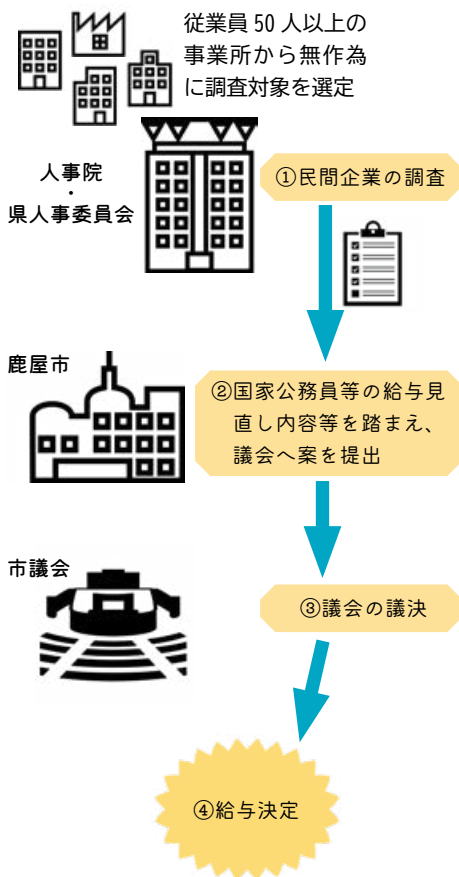 従業員 50 人以上の
事業所から無作為
に調査対象を選定
人事院
・
県人事委員会
①民間企業の調査
鹿屋市
②国家公務員等の給与見
直し内容等を踏まえ、
議会へ案を提出
市議会
③議会の議決
④給与決定